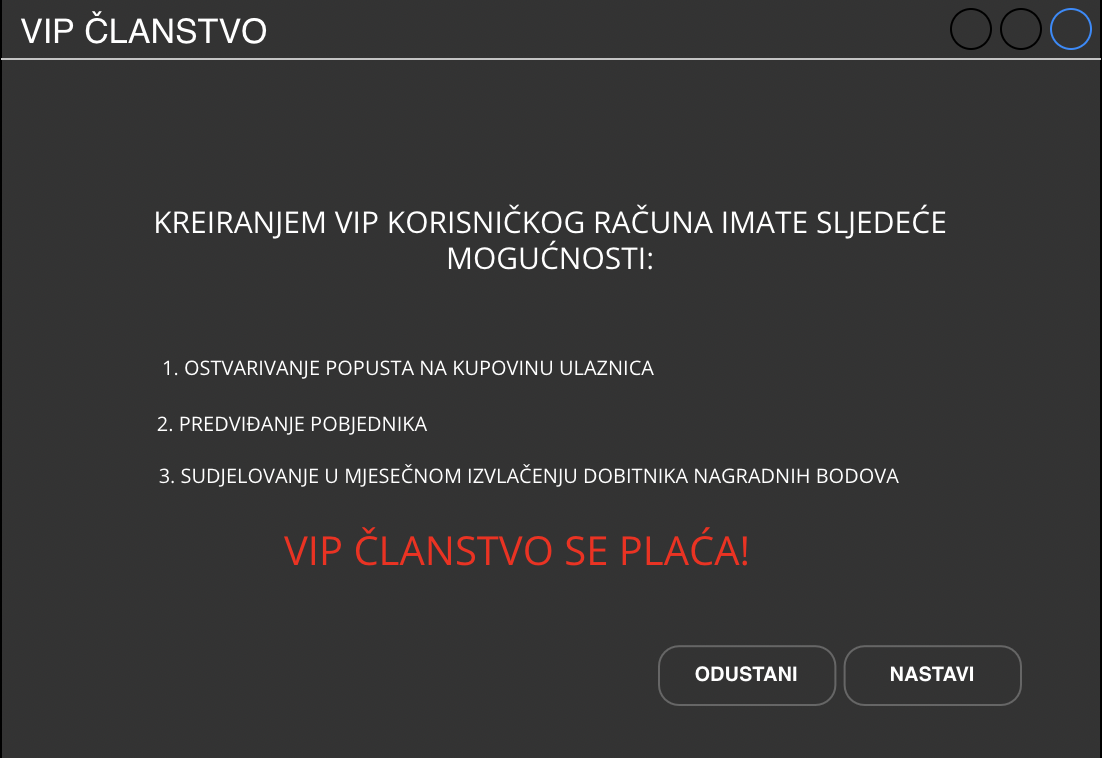 VIP ČLANSTVO
KREIRANJEM VIP KORISNIČKOG RAČUNA IMATE SLJEDEĆE
MOGUĆNOSTI:
1. OSTVARIVANJE POPUSTA NA KUPOVINU ULAZNICA
2. PREDVIĐANJE POBJEDNIKA
3. SUDJELOVANJE U MJESEČNOM IZVLAČENJU DOBITNIKA NAGRADNIH BODOVA
VIP ČLANSTVO SE PLAĆA!
ODUSTANI
NASTAVI